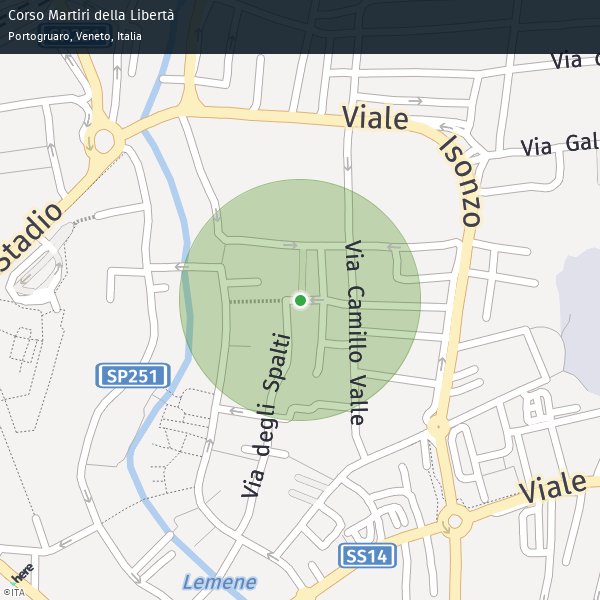 Corso Martiri della Libertà
Portogruaro, Veneto, Italia
Via
Viale
Isonzo
Via Gal
Stadio
Via Camillo Valle
Via degli Spalti
SP251
Viale
SS14
Lemene
here
©ITA